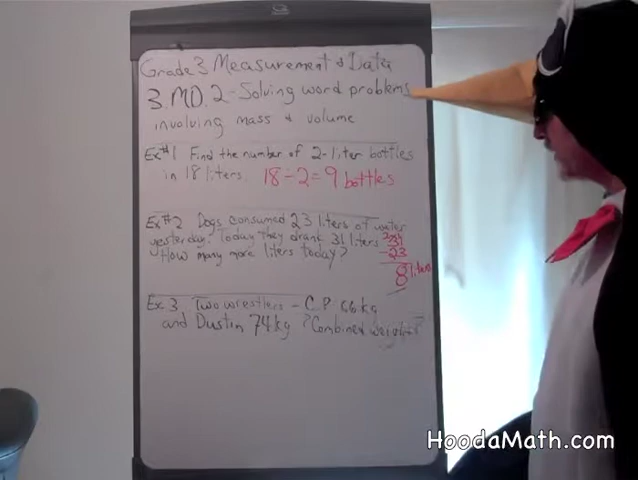 Grade 3 Measurement & Data
3.MD.2 - Solving word problems
involving mass & volume
Ex#1 Find the number of 2-liter bottles
in 18 liters. 18 ÷ 2 = 9 bottles
Ex#2 Dogs consumed 23 liters of water
yesterday. Today they drank 31 liters
How many more liters today?
31
-23
8 liters
Ex 3 Two wrestlers - C.P. 66 kg
and Dustin 74 kg ? Combined weight?
HoodaMath.com